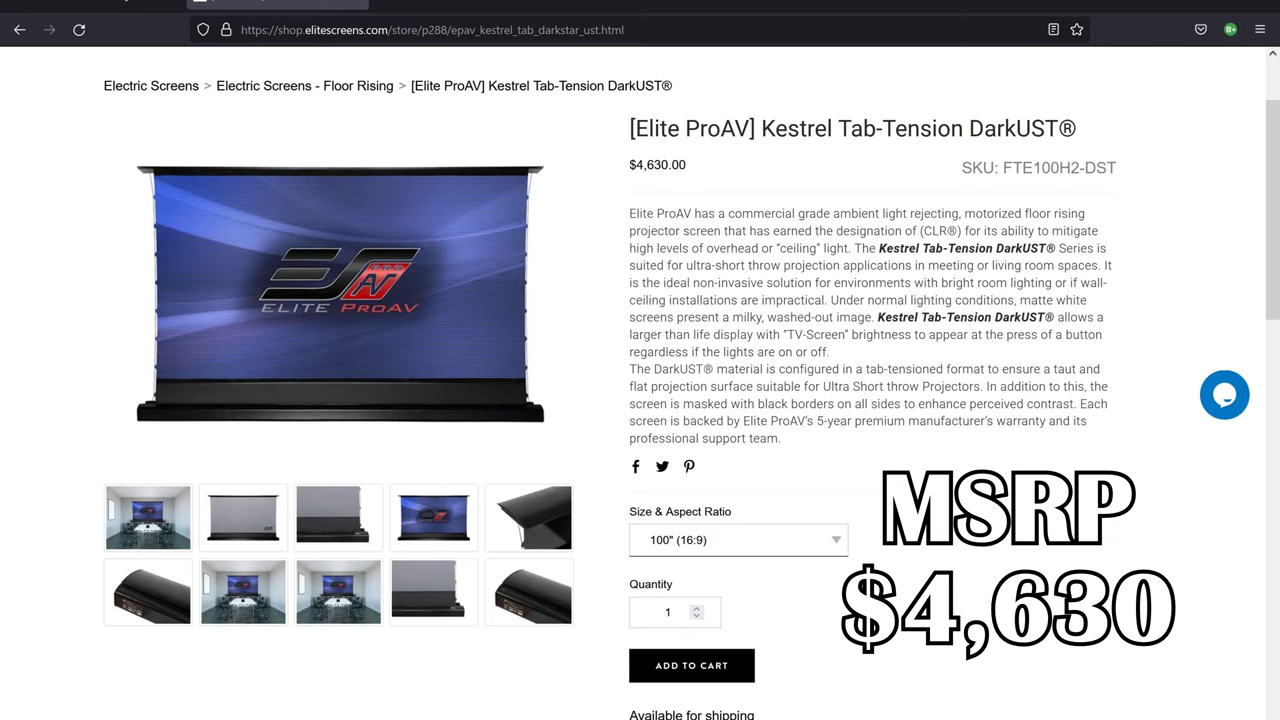 https://shop.elitescreens.com/store/p288/epav_kestrel_tab_darkstar_ust.html
B+
Electric Screens > Electric Screens - Floor Rising > [Elite ProAV] Kestrel Tab-Tension DarkUST®
[Elite ProAV] Kestrel Tab-Tension DarkUST®
$4,630.00
SKU: FTE100H2-DST
Elite ProAV has a commercial grade ambient light rejecting, motorized floor rising
projector screen that has earned the designation of (CLR®) for its ability to mitigate
high levels of overhead or “ceiling” light. The Kestrel Tab-Tension DarkUST® Series is
suited for ultra-short throw projection applications in meeting or living room spaces. It
is the ideal non-invasive solution for environments with bright room lighting or if wall-
ceiling installations are impractical. Under normal lighting conditions, matte white
screens present a milky, washed-out image. Kestrel Tab-Tension DarkUST® allows a
larger than life display with “TV-Screen” brightness to appear at the press of a button
regardless if the lights are on or off.
The DarkUST® material is configured in a tab-tensioned format to ensure a taut and
flat projection surface suitable for Ultra Short throw Projectors. In addition to this, the
screen is masked with black borders on all sides to enhance perceived contrast. Each
screen is backed by Elite ProAV’s 5-year premium manufacturer’s warranty and its
professional support team.
ES PRO AV
ELITE PROAV
Size & Aspect Ratio
100" (16:9)
Quantity
1
ADD TO CART
Available for shipping
MSRP
$4,630